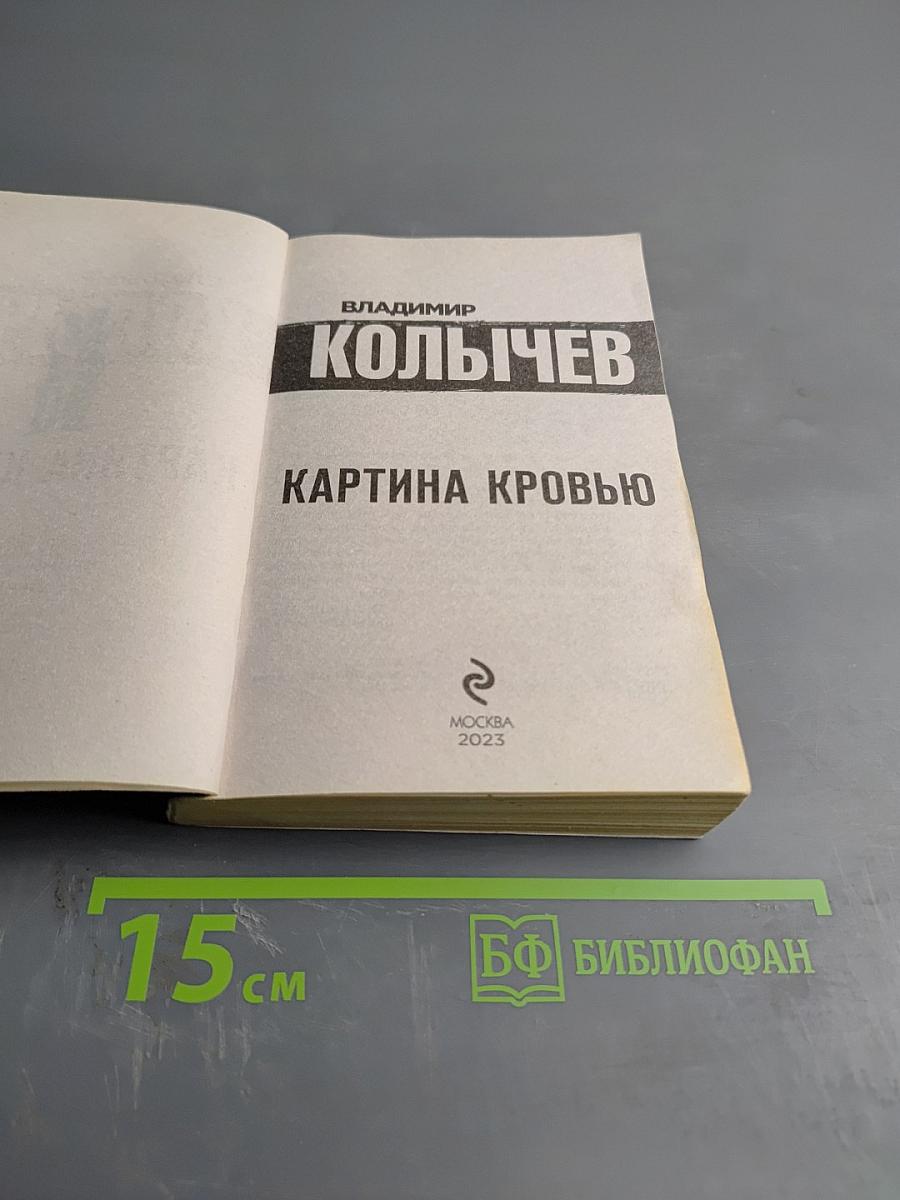 ВЛАДИМИР
КОЛЫЧЕВ
КАРТИНА КРОВЬЮ
МОСКВА
2023
15 см
БФ БИБЛИОФАН